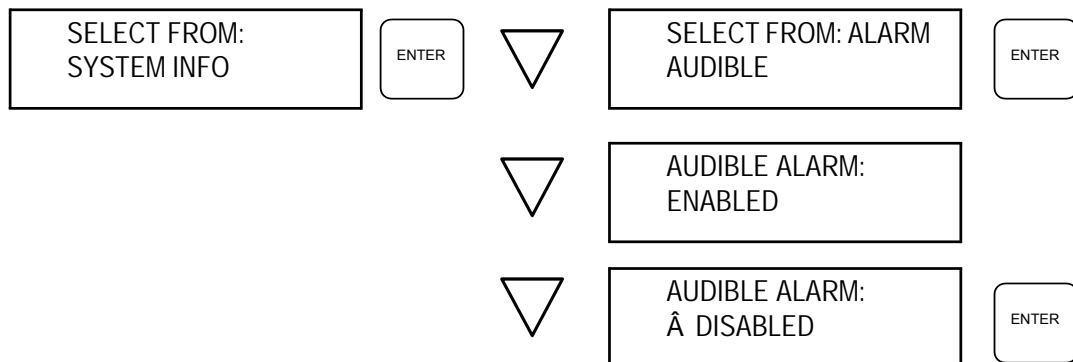 SELECT FROM:
SYSTEM INFO
ENTER
SELECT FROM: ALARM
AUDIBLE
ENTER
AUDIBLE ALARM:
ENABLED
AUDIBLE ALARM:
Â DISABLED
ENTER